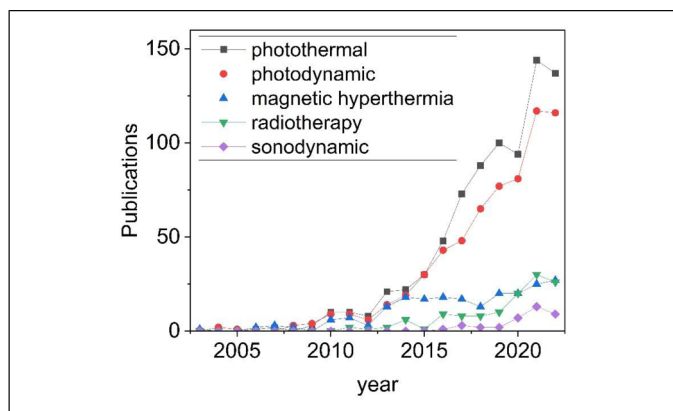 150
photothermal
photodynamic
magnetic hyperthermia
100
radiotherapy
sonodynamic
Publications
50
0
2005 2010 2015 2020
year